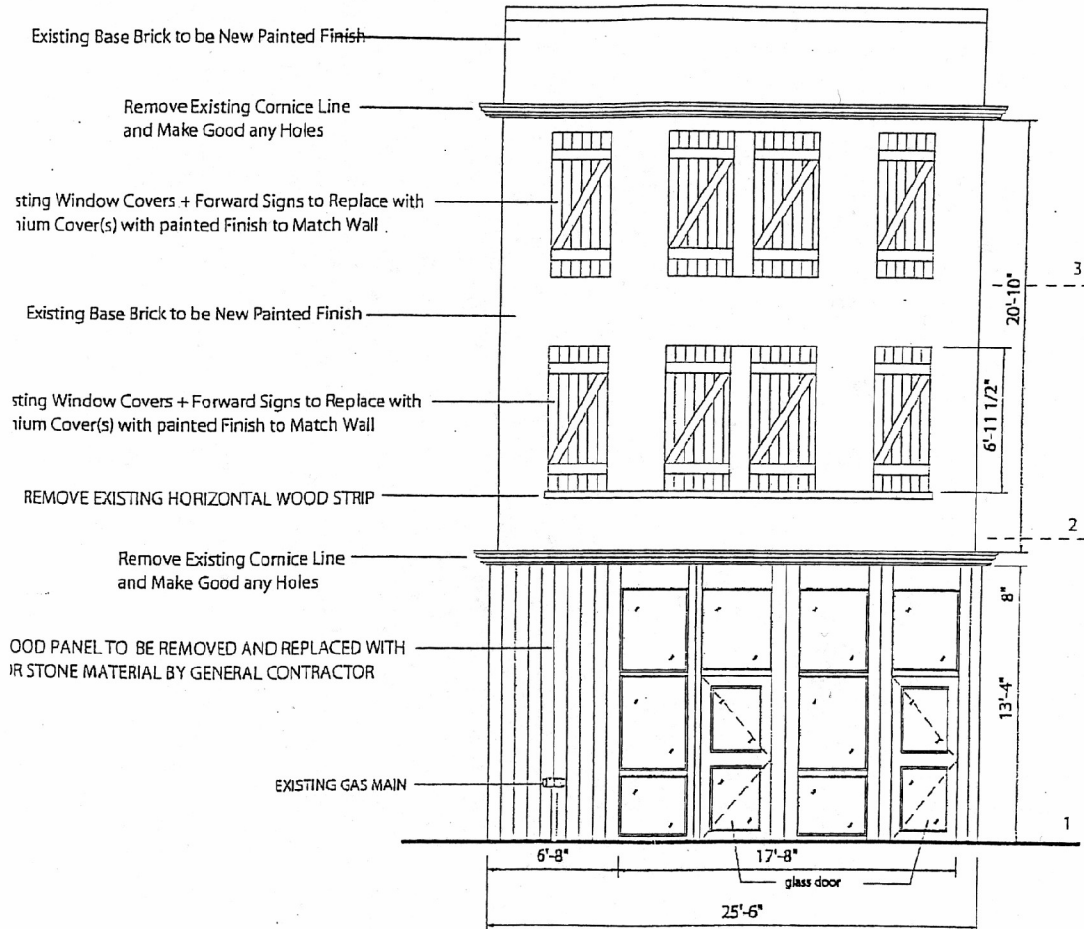 Existing Base Brick to be New Painted Finish
Remove Existing Cornice Line
and Make Good any Holes
sting Window Covers + Forward Signs to Replace with
nium Cover(s) with painted Finish to Match Wall .
3
20'-10"
Existing Base Brick to be New Painted Finish
sting Window Covers + Forward Signs to Replace with
nium Cover(s) with painted Finish to Match Wall
6'-11 1/2"
REMOVE EXISTING HORIZONTAL WOOD STRIP
2
Remove Existing Cornice Line
and Make Good any Holes
8"
OOD PANEL TO BE REMOVED AND REPLACED WITH
OR STONE MATERIAL BY GENERAL CONTRACTOR
13'-4"
EXISTING GAS MAIN
1
6'-8"
17'-8"
glass door
25'-6"